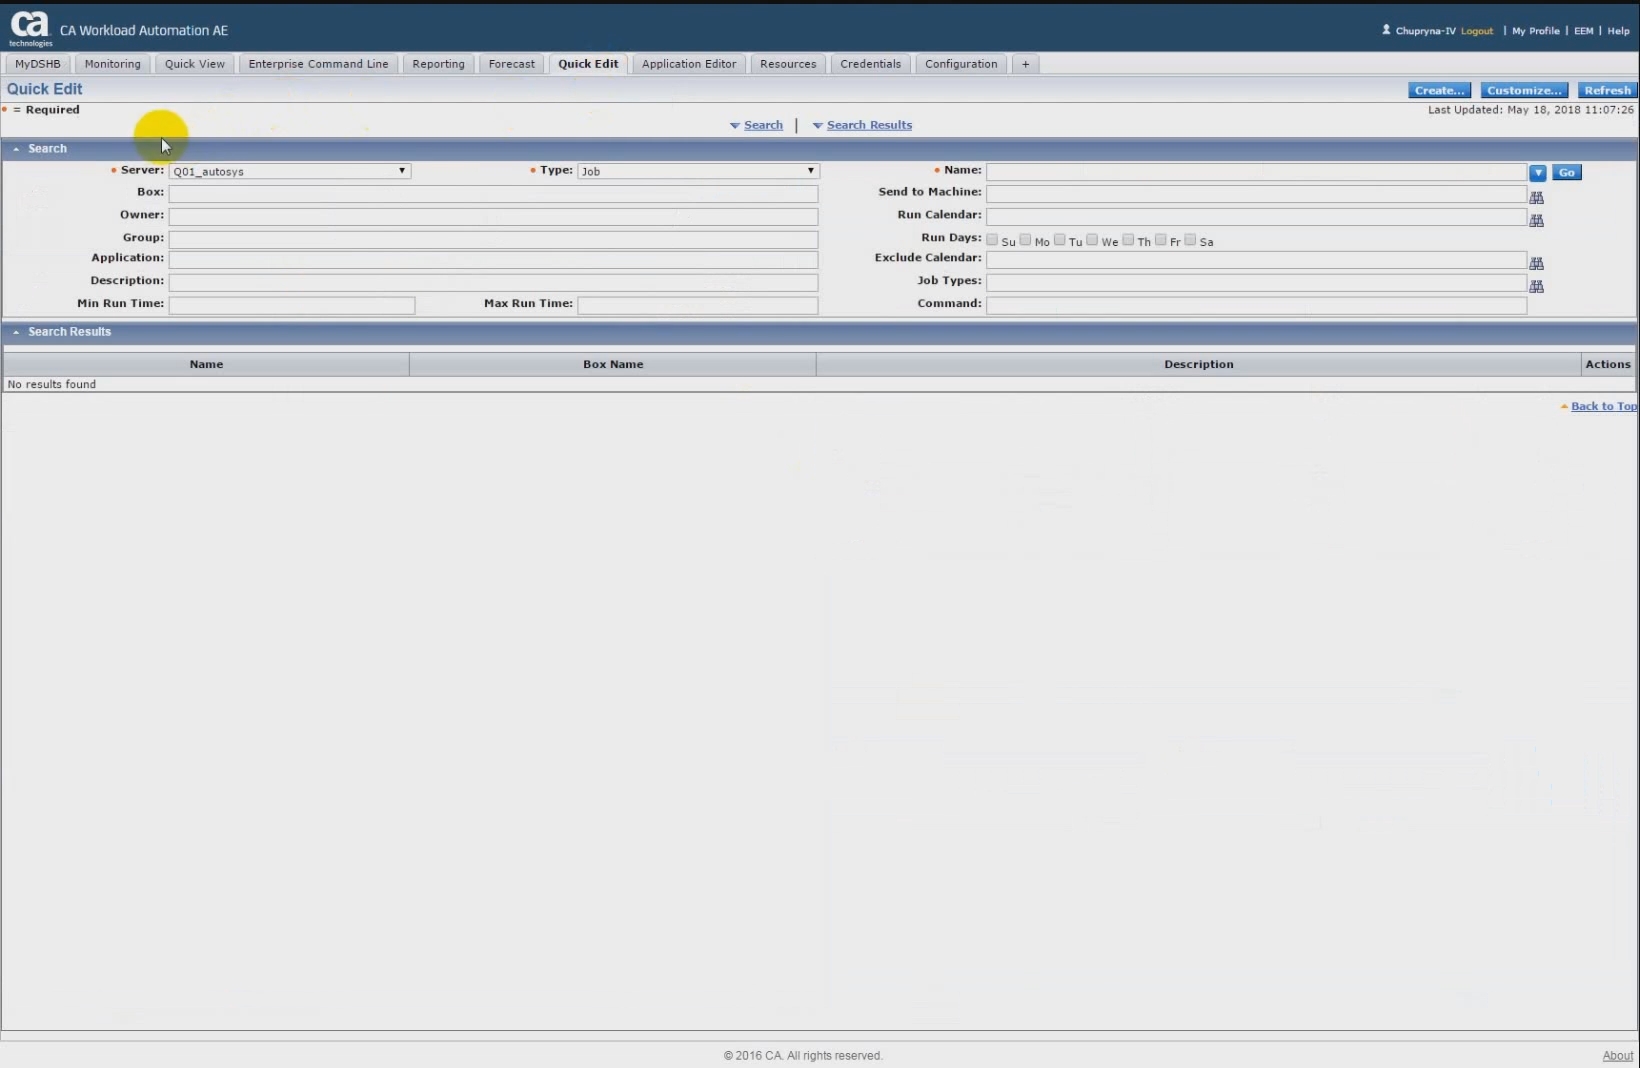 ca
technologies
CA Workload Automation AE
Chupryna-IV Logout | My Profile | EEM | Help
MyDSHB Monitoring Quick View Enterprise Command Line Reporting Forecast Quick Edit Application Editor Resources Credentials Configuration +
Quick Edit
Create... Customize... Refresh
= Required
Last Updated: May 18, 2018 11:07:26
Search | Search Results
Search
Server: Q01_autosys Type: Job Name: Go
Box: Send to Machine:
Owner: Run Calendar:
Group: Run Days: Su Mo Tu We Th Fr Sa
Application: Exclude Calendar:
Description: Job Types:
Min Run Time: Max Run Time: Command:
Search Results
Name Box Name Description Actions
No results found
Back to Top
© 2016 CA. All rights reserved.
About